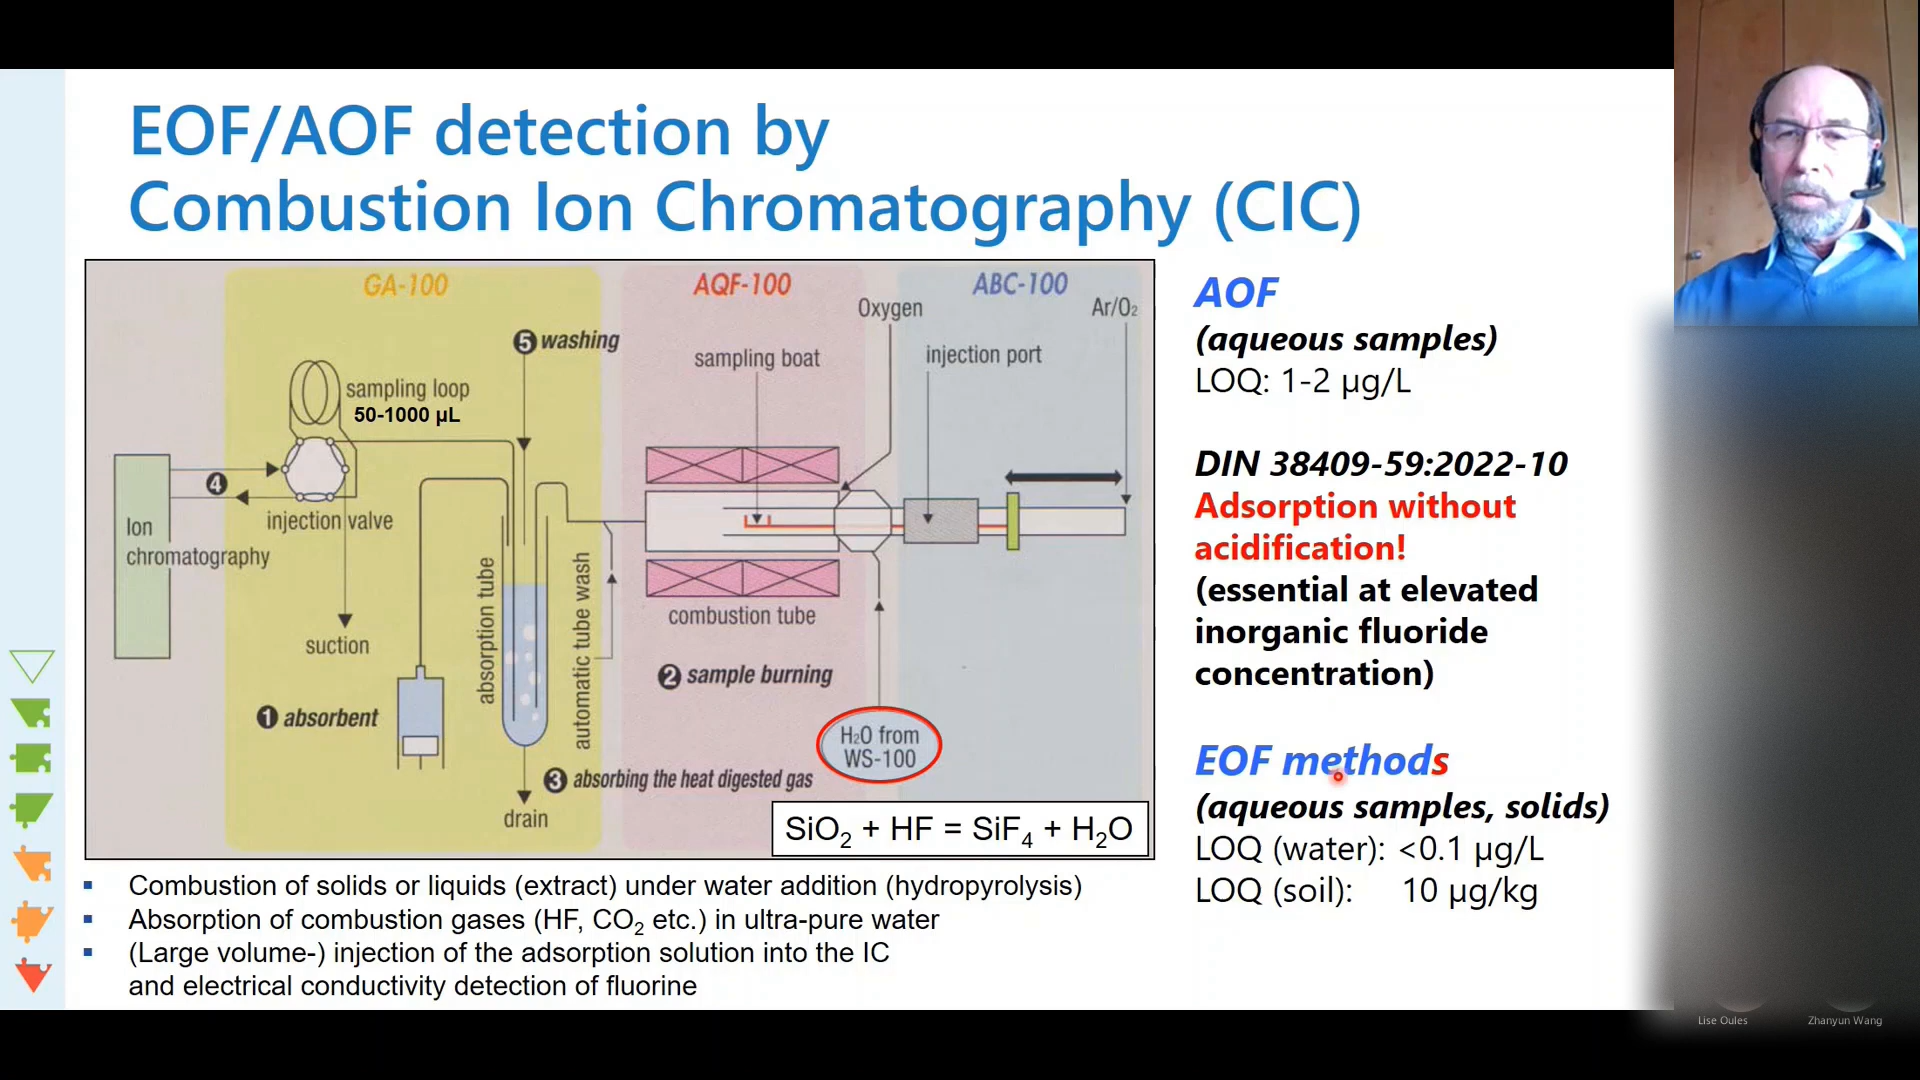 EOF/AOF detection by
Combustion Ion Chromatography (CIC)
GA-100
AQF-100
ABC-100
Oxygen
Ar/O₂
❺ washing
sampling boat
injection port
sampling loop
50-1000 µL
❹
injection valve
Ion
chromatography
absorption tube
automatic tube wash
combustion tube
suction
❷ sample burning
❶ absorbent
H₂O from
WS-100
❸ absorbing the heat digested gas
drain
SiO₂ + HF = SiF₄ + H₂O
▪ Combustion of solids or liquids (extract) under water addition (hydropyrolysis)
▪ Absorption of combustion gases (HF, CO₂ etc.) in ultra-pure water
▪ (Large volume-) injection of the adsorption solution into the IC
and electrical conductivity detection of fluorine
AOF
(aqueous samples)
LOQ: 1-2 µg/L
DIN 38409-59:2022-10
Adsorption without
acidification!
(essential at elevated
inorganic fluoride
concentration)
EOF methods
(aqueous samples, solids)
LOQ (water): <0.1 µg/L
LOQ (soil): 10 µg/kg
Lise Oules
Zhanyun Wang